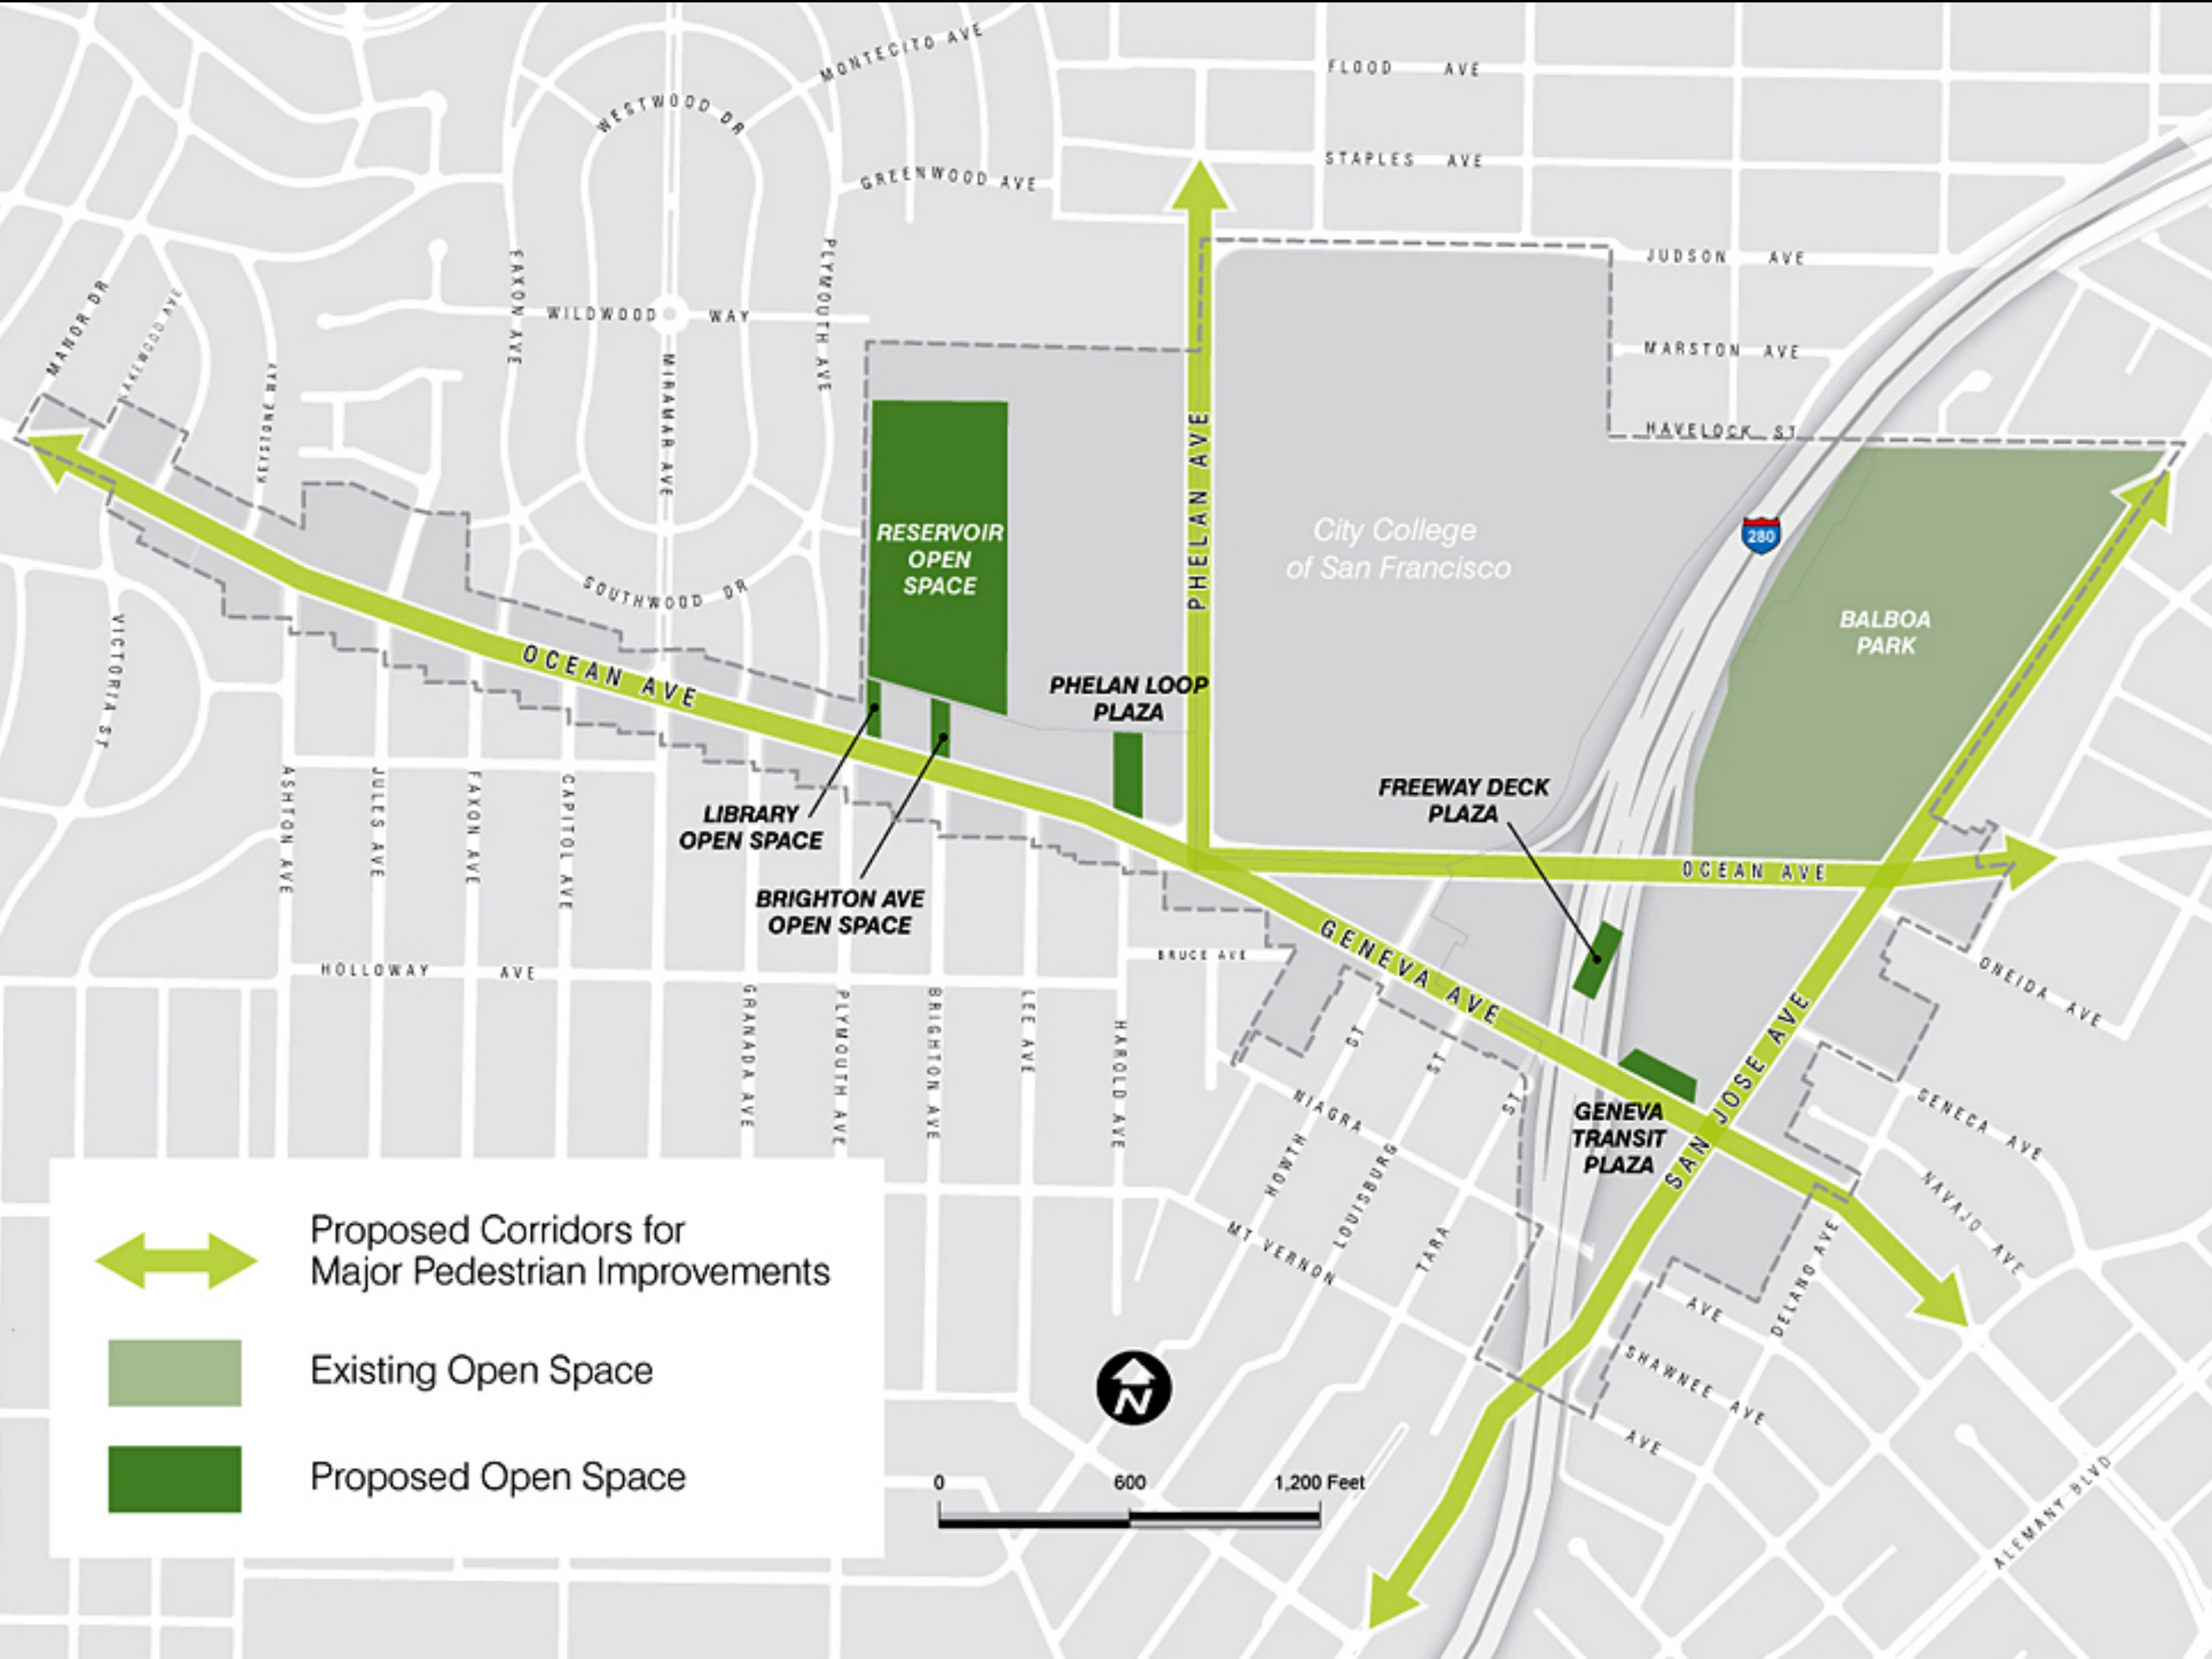 MONTECITO AVE
FLOOD AVE
WESTWOOD DR
STAPLES AVE
GREENWOOD AVE
MANOR DR
LAKEWOOD AVE
KEYSTONE WAY
FAXON AVE
WILDWOOD WAY
MIRAMAR AVE
PLYMOUTH AVE
JUDSON AVE
MARSTON AVE
HAVELOCK ST
PHELAN AVE
RESERVOIR
OPEN
SPACE
City College
of San Francisco
280
BALBOA
PARK
SOUTHWOOD DR
VICTORIA ST
OCEAN AVE
PHELAN LOOP
PLAZA
FREEWAY DECK
PLAZA
LIBRARY
OPEN SPACE
BRIGHTON AVE
OPEN SPACE
OCEAN AVE
ASHTON AVE
JULES AVE
FAXON AVE
CAPITOL AVE
HOLLOWAY AVE
GRANADA AVE
PLYMOUTH AVE
BRIGHTON AVE
LEE AVE
HAROLD AVE
BRUCE AVE
GENEVA AVE
ONEIDA AVE
SAN JOSE AVE
GENEVA
TRANSIT
PLAZA
SENECA AVE
NAVAJO AVE
NIAGRA AVE
HOWTH ST
LOUISBURG ST
TARA ST
MT VERNON AVE
DELANO AVE
SHAWNEE AVE
ALEMANY BLVD
Proposed Corridors for
Major Pedestrian Improvements
Existing Open Space
Proposed Open Space
N
0 600 1,200 Feet